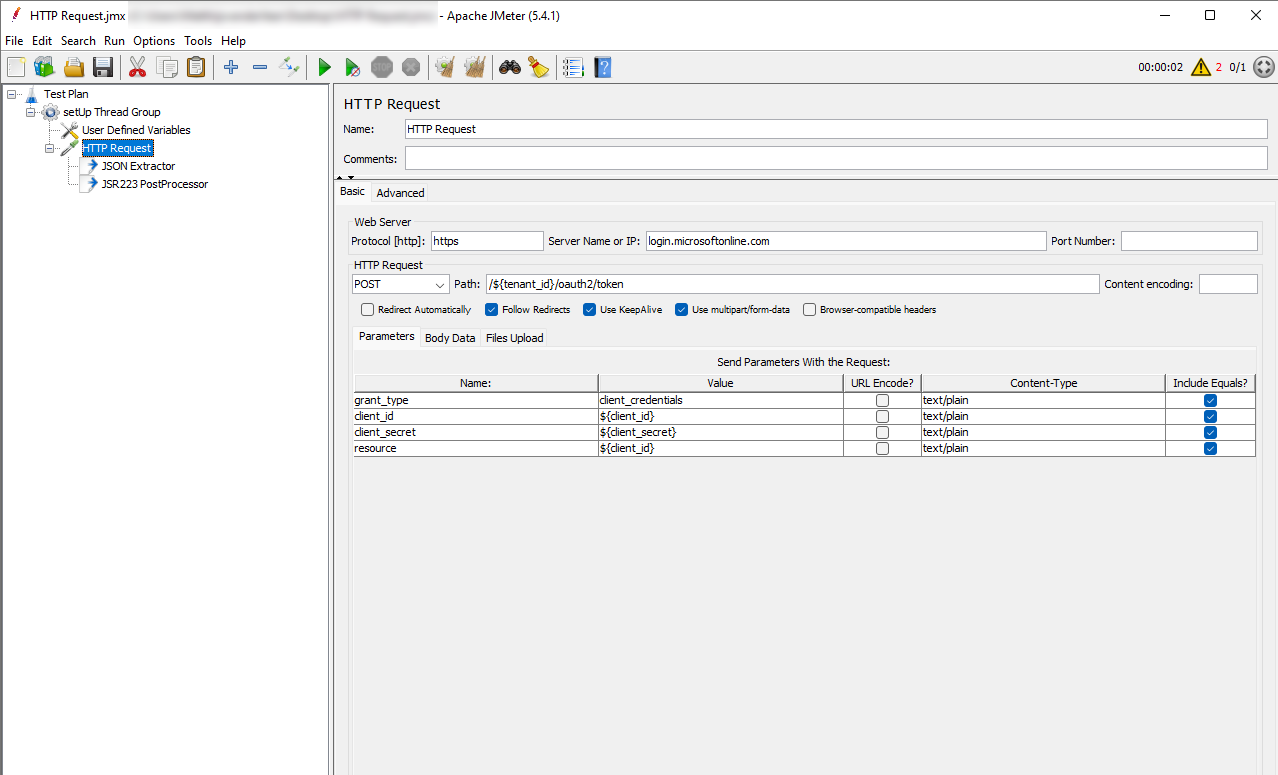 HTTP Request.jmx - Apache JMeter (5.4.1)
File Edit Search Run Options Tools Help
STOP 00:00:02 2 0/1
Test Plan
setUp Thread Group
User Defined Variables
HTTP Request
JSON Extractor
JSR223 PostProcessor
HTTP Request
Name: HTTP Request
Comments:
Basic Advanced
Web Server
Protocol [http]: https Server Name or IP: login.microsoftonline.com Port Number:
HTTP Request
POST Path: /${tenant_id}/oauth2/token Content encoding:
Redirect Automatically Follow Redirects Use KeepAlive Use multipart/form-data Browser-compatible headers
Parameters Body Data Files Upload
Send Parameters With the Request:
Name: Value URL Encode? Content-Type Include Equals?
grant_type client_credentials text/plain
client_id ${client_id} text/plain
client_secret ${client_secret} text/plain
resource ${client_id} text/plain